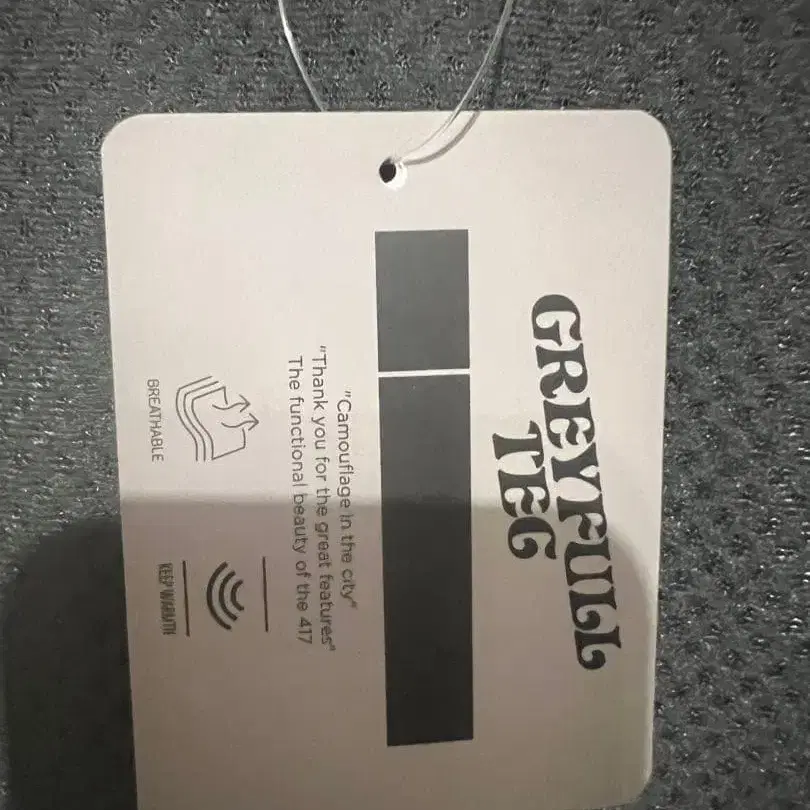 GREYFULL
TEG
"Camouflage in the city"
"Thank you for the great features"
The functional beauty of the 417
BREATHABLE
KEEP WARMTH